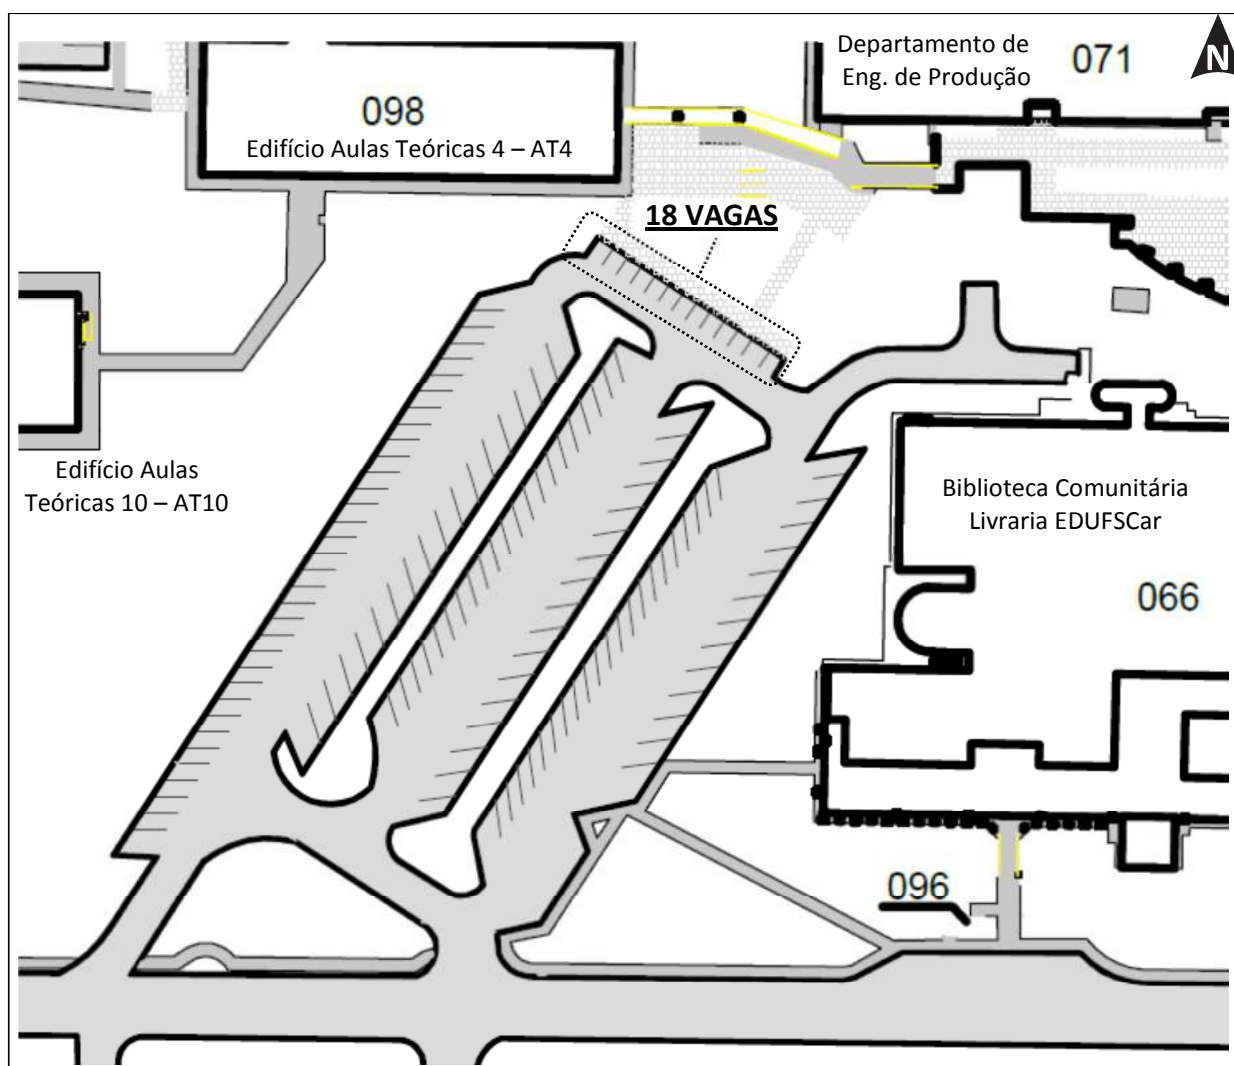 Departamento de
Eng. de Produção
071
N
098
Edifício Aulas Teóricas 4 – AT4
18 VAGAS
Edifício Aulas
Teóricas 10 – AT10
Biblioteca Comunitária
Livraria EDUFSCar
066
096